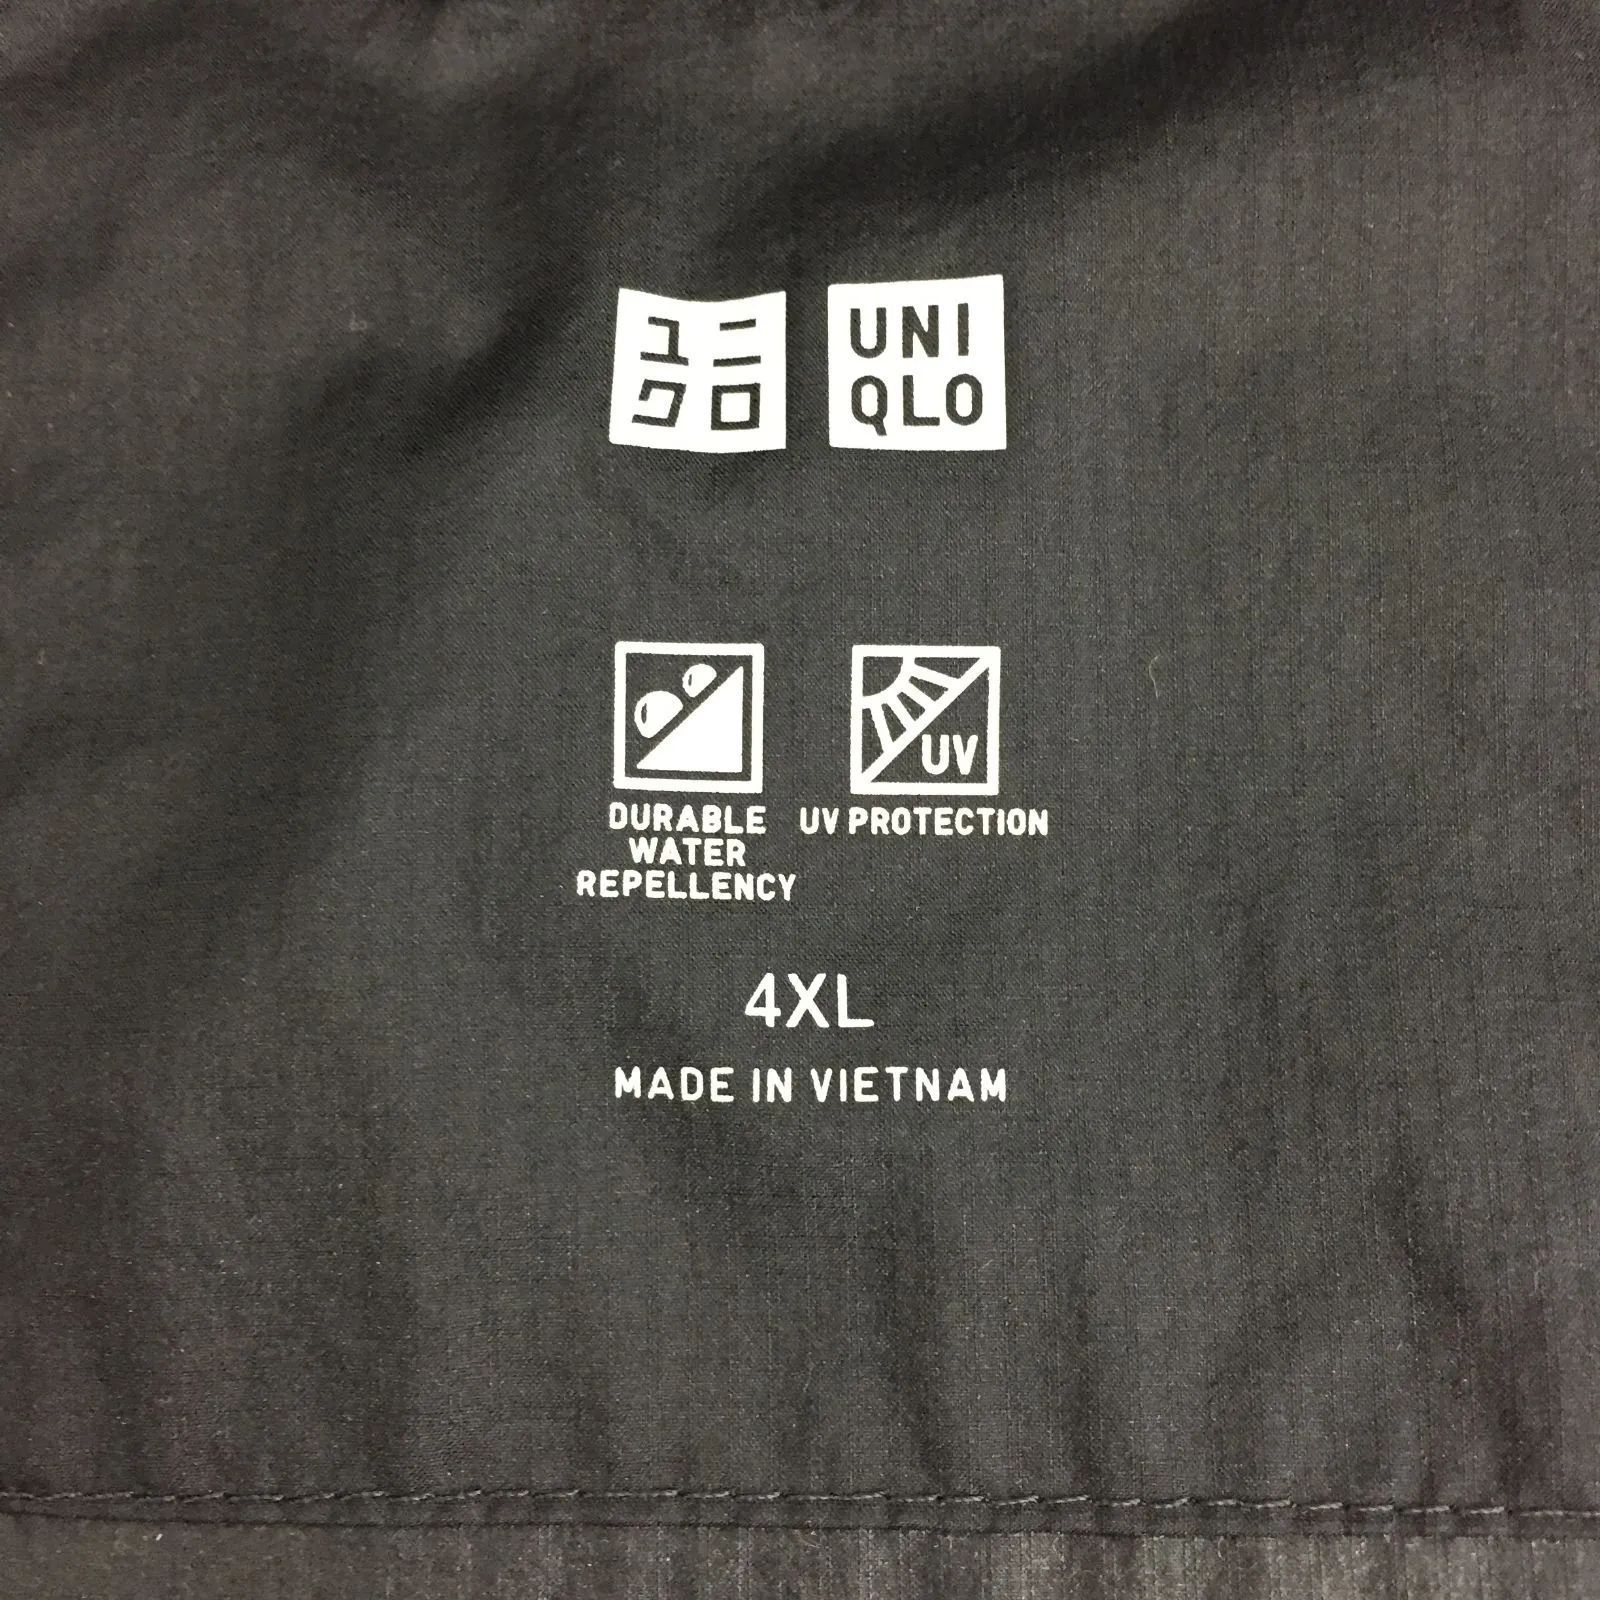 ユニ UNI
クロ QLO
UV
DURABLE UV PROTECTION
WATER
REPELLENCY
4XL
MADE IN VIETNAM